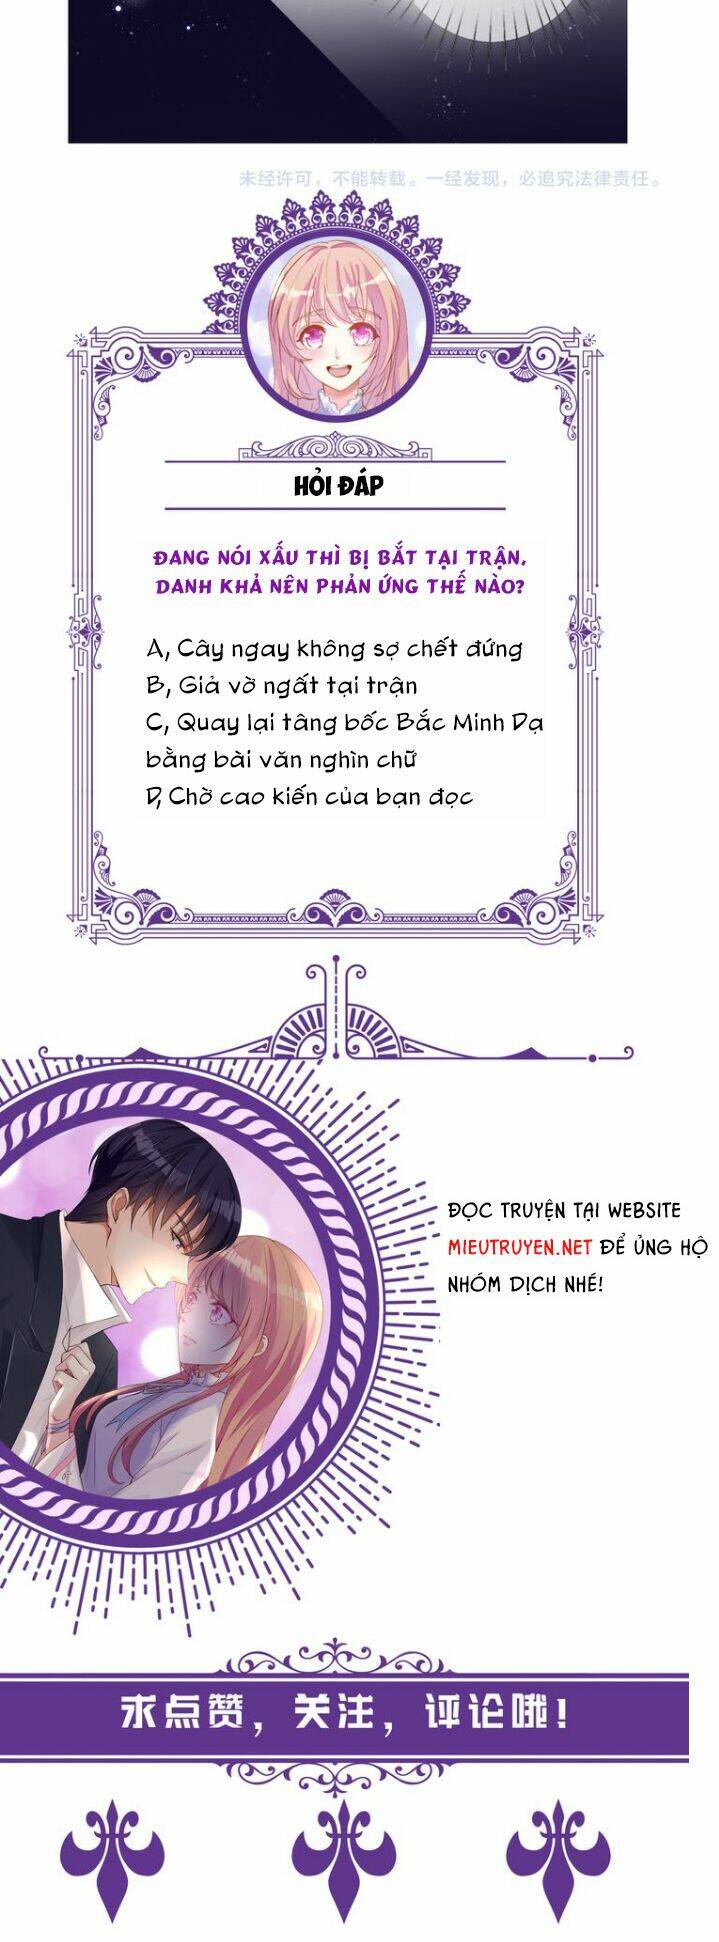 未经许可，不能转载。一经发现，必追究法律责任。
HỎI ĐÁP
ĐANG NÓI XẤU THÌ BỊ BẮT TẠI TRẬN,
DANH KHẢ NÊN PHẢN ỨNG THẾ NÀO?
A, Cây ngay không sợ chết đứng
B, Giả vờ ngất tại trận
C, Quay lại tâng bốc Bắc Minh Dạ
bằng bài văn nghìn chữ
D, Chờ cao kiến của bạn đọc
ĐỌC TRUYỆN TẠI WEBSITE
MIEUTRUYEN.NET ĐỂ ỦNG HỘ
NHÓM DỊCH NHÉ!
求点赞，关注，评论哦！